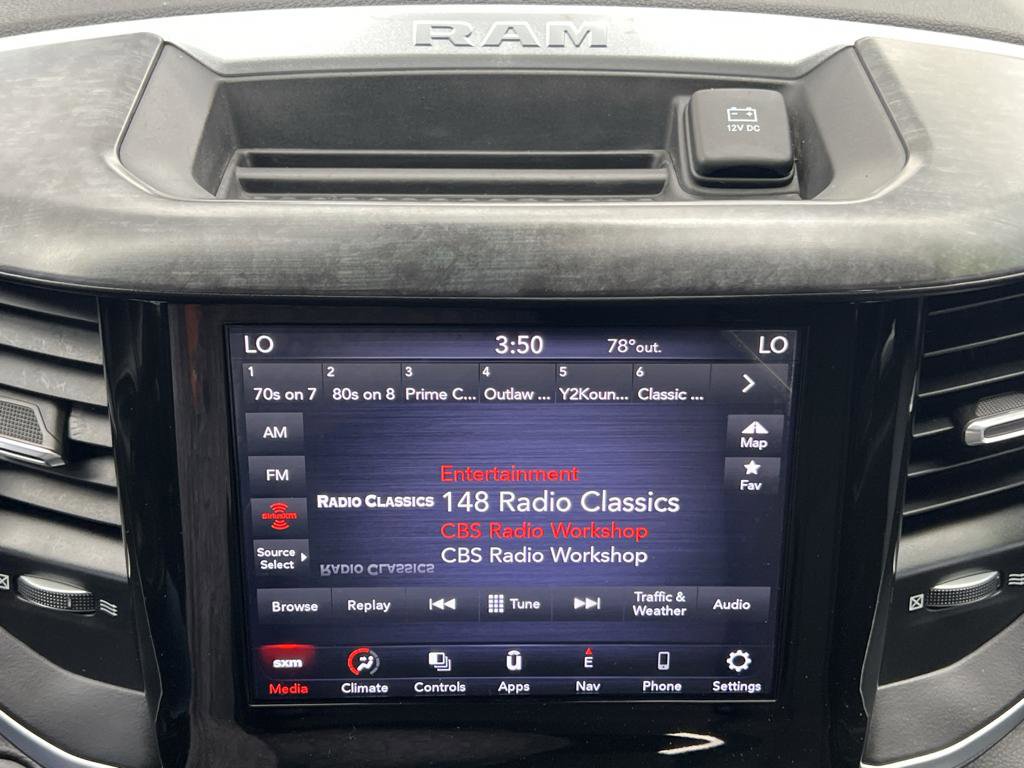 RAM
12V DC
LO 3:50 78°out. LO
1 2 3 4 5 6
70s on 7 80s on 8 Prime C... Outlaw ... Y2Koun... Classic ...
AM
Map
FM
Fav
Entertainment
RADIO CLASSICS 148 Radio Classics
siriusxm
CBS Radio Workshop
CBS Radio Workshop
Source
Select
RADIO CLASSICS
Browse Replay Tune Traffic &
Weather Audio
sxm E
Media Climate Controls Apps Nav Phone Settings